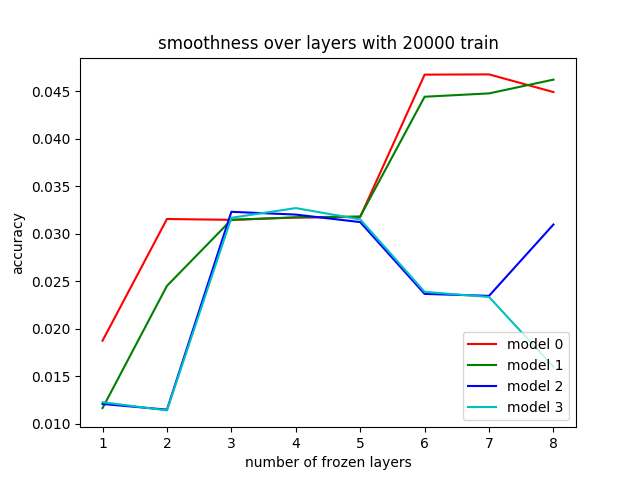 smoothness over layers with 20000 train
accuracy
0.045
0.040
0.035
0.030
0.025
0.020
0.015
0.010
1 2 3 4 5 6 7 8
number of frozen layers
model 0
model 1
model 2
model 3